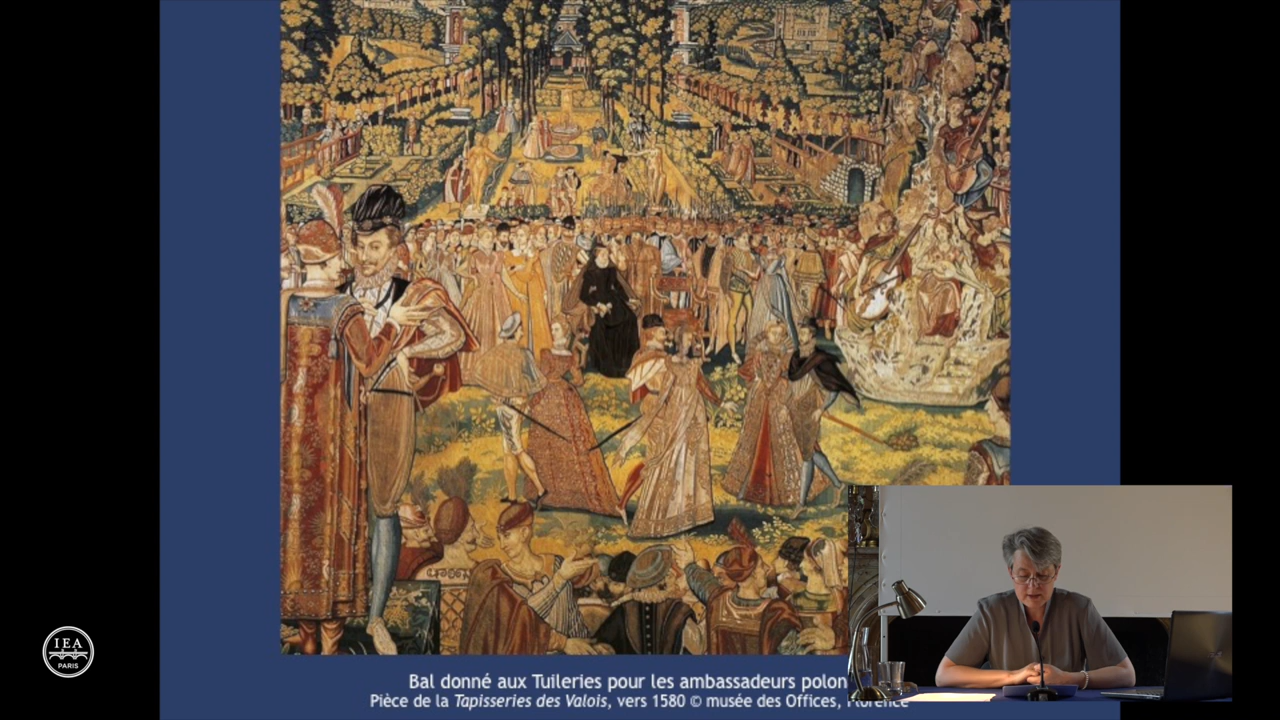 IEA
PARIS
Bal donné aux Tuileries pour les ambassadeurs polon
Pièce de la Tapisseries des Valois, vers 1580 © musée des Offices, Florence